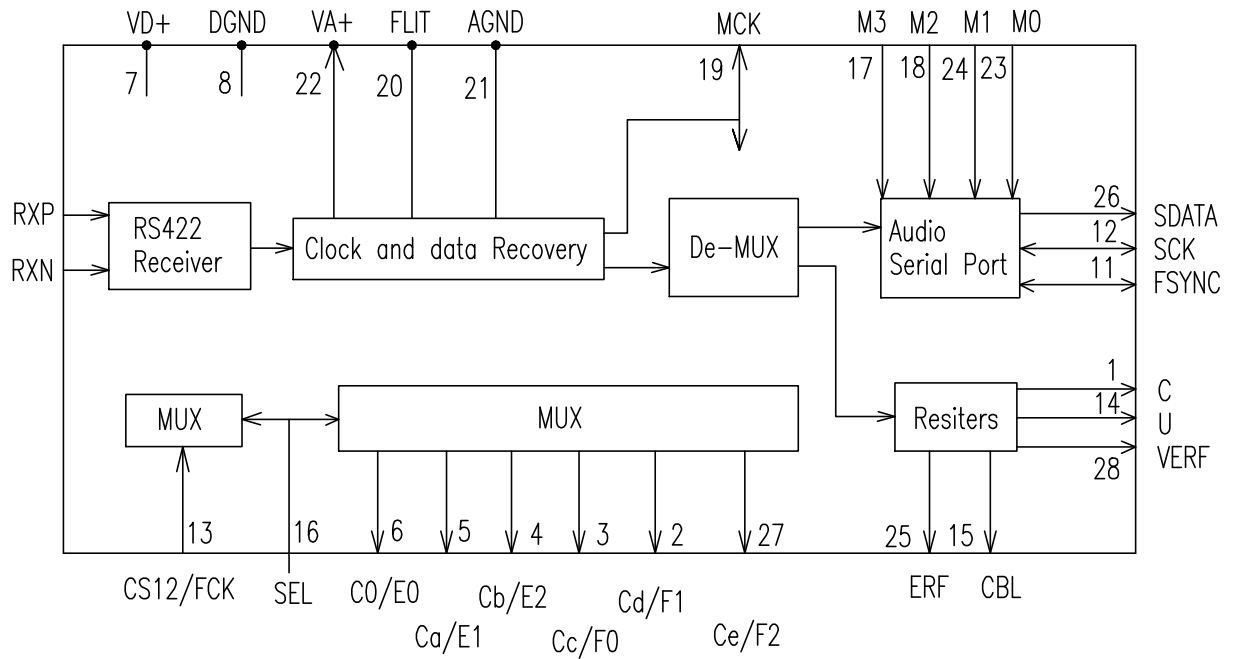 VD+ DGND VA+ FLIT AGND MCK M3 M2 M1 M0
7 8 22 20 21 19 17 18 24 23
RXP
RXN
RS422
Receiver
Clock and data Recovery
De-MUX
Audio
Serial Port
26
SDATA
12
SCK
11
FSYNC
MUX
MUX
Resiters
1
C
14
U
28
VERF
13 16 6 5 4 3 2 27 25 15
CS12/FCK SEL C0/E0 Cb/E2 Cd/F1 ERF CBL
Ca/E1 Cc/F0 Ce/F2